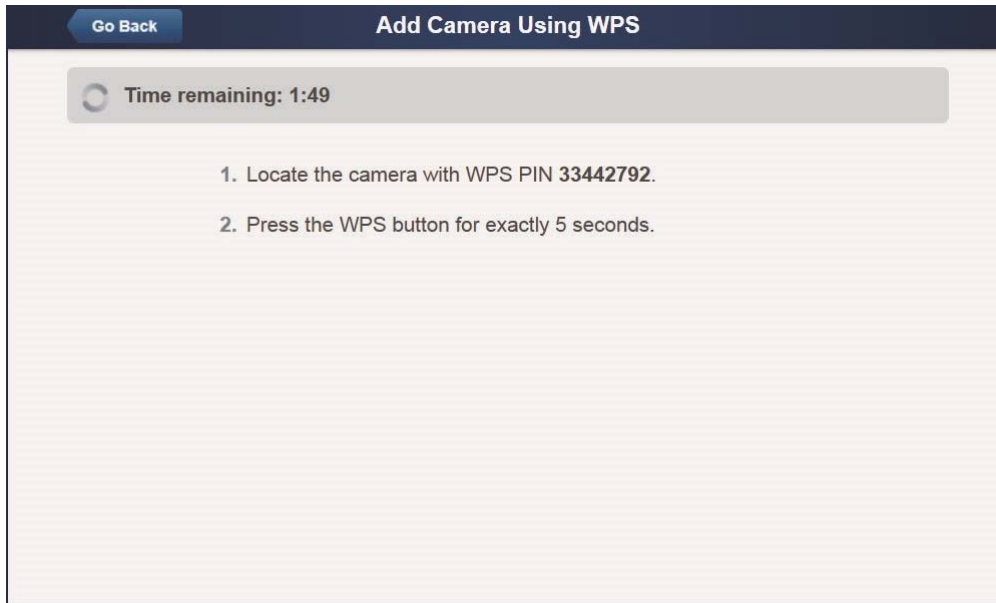 Go Back
Add Camera Using WPS
Time remaining: 1:49
1. Locate the camera with WPS PIN 33442792.
2. Press the WPS button for exactly 5 seconds.